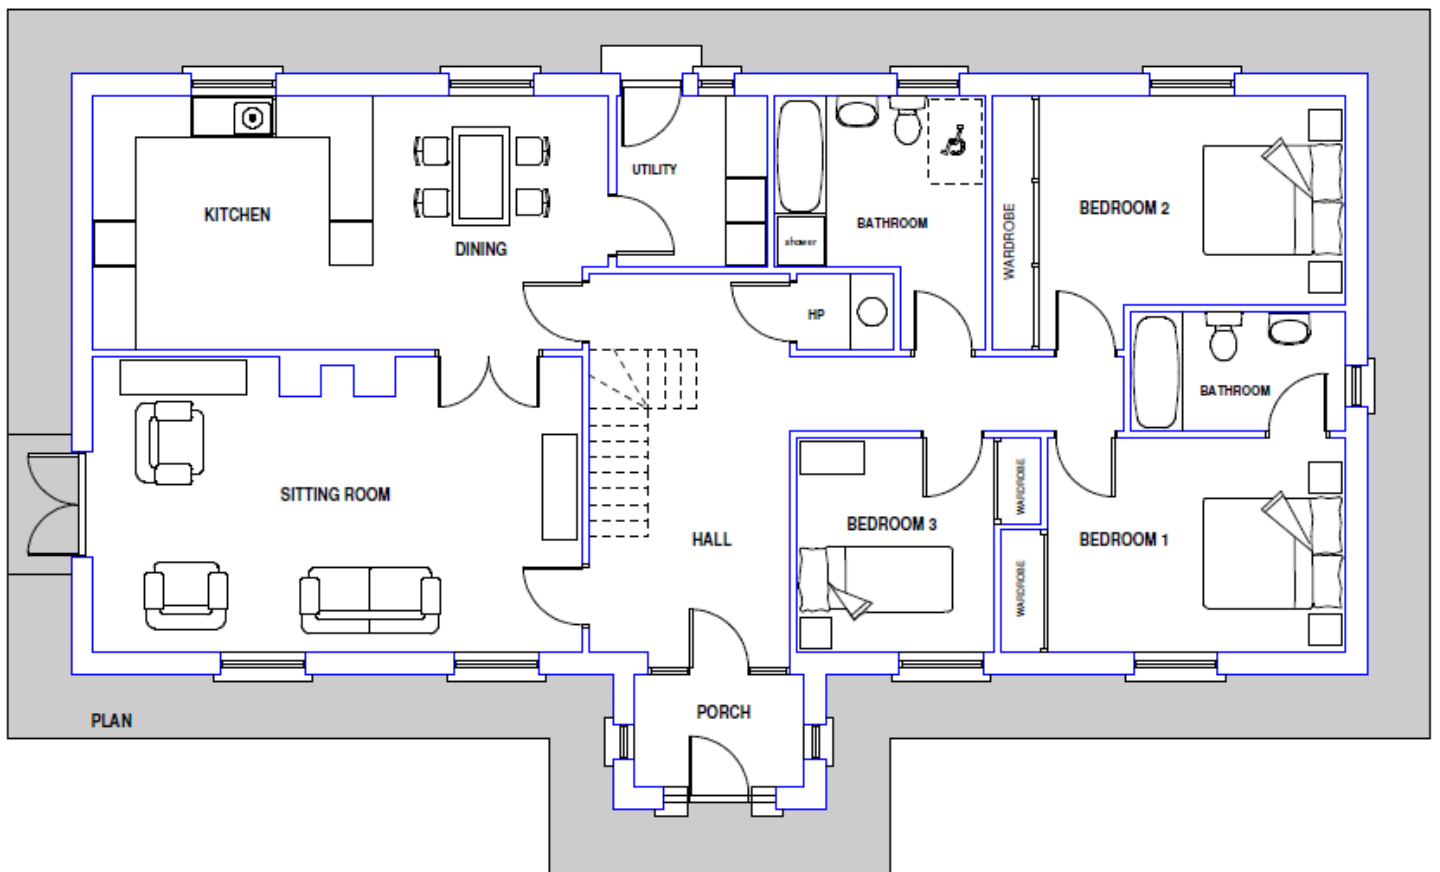 KITCHEN
DINING
UTILITY
BATHROOM
shower
WARDROBE
BEDROOM 2
HP
BATHROOM
SITTING ROOM
HALL
BEDROOM 3
WARDROBE
WARDROBE
BEDROOM 1
PORCH
PLAN